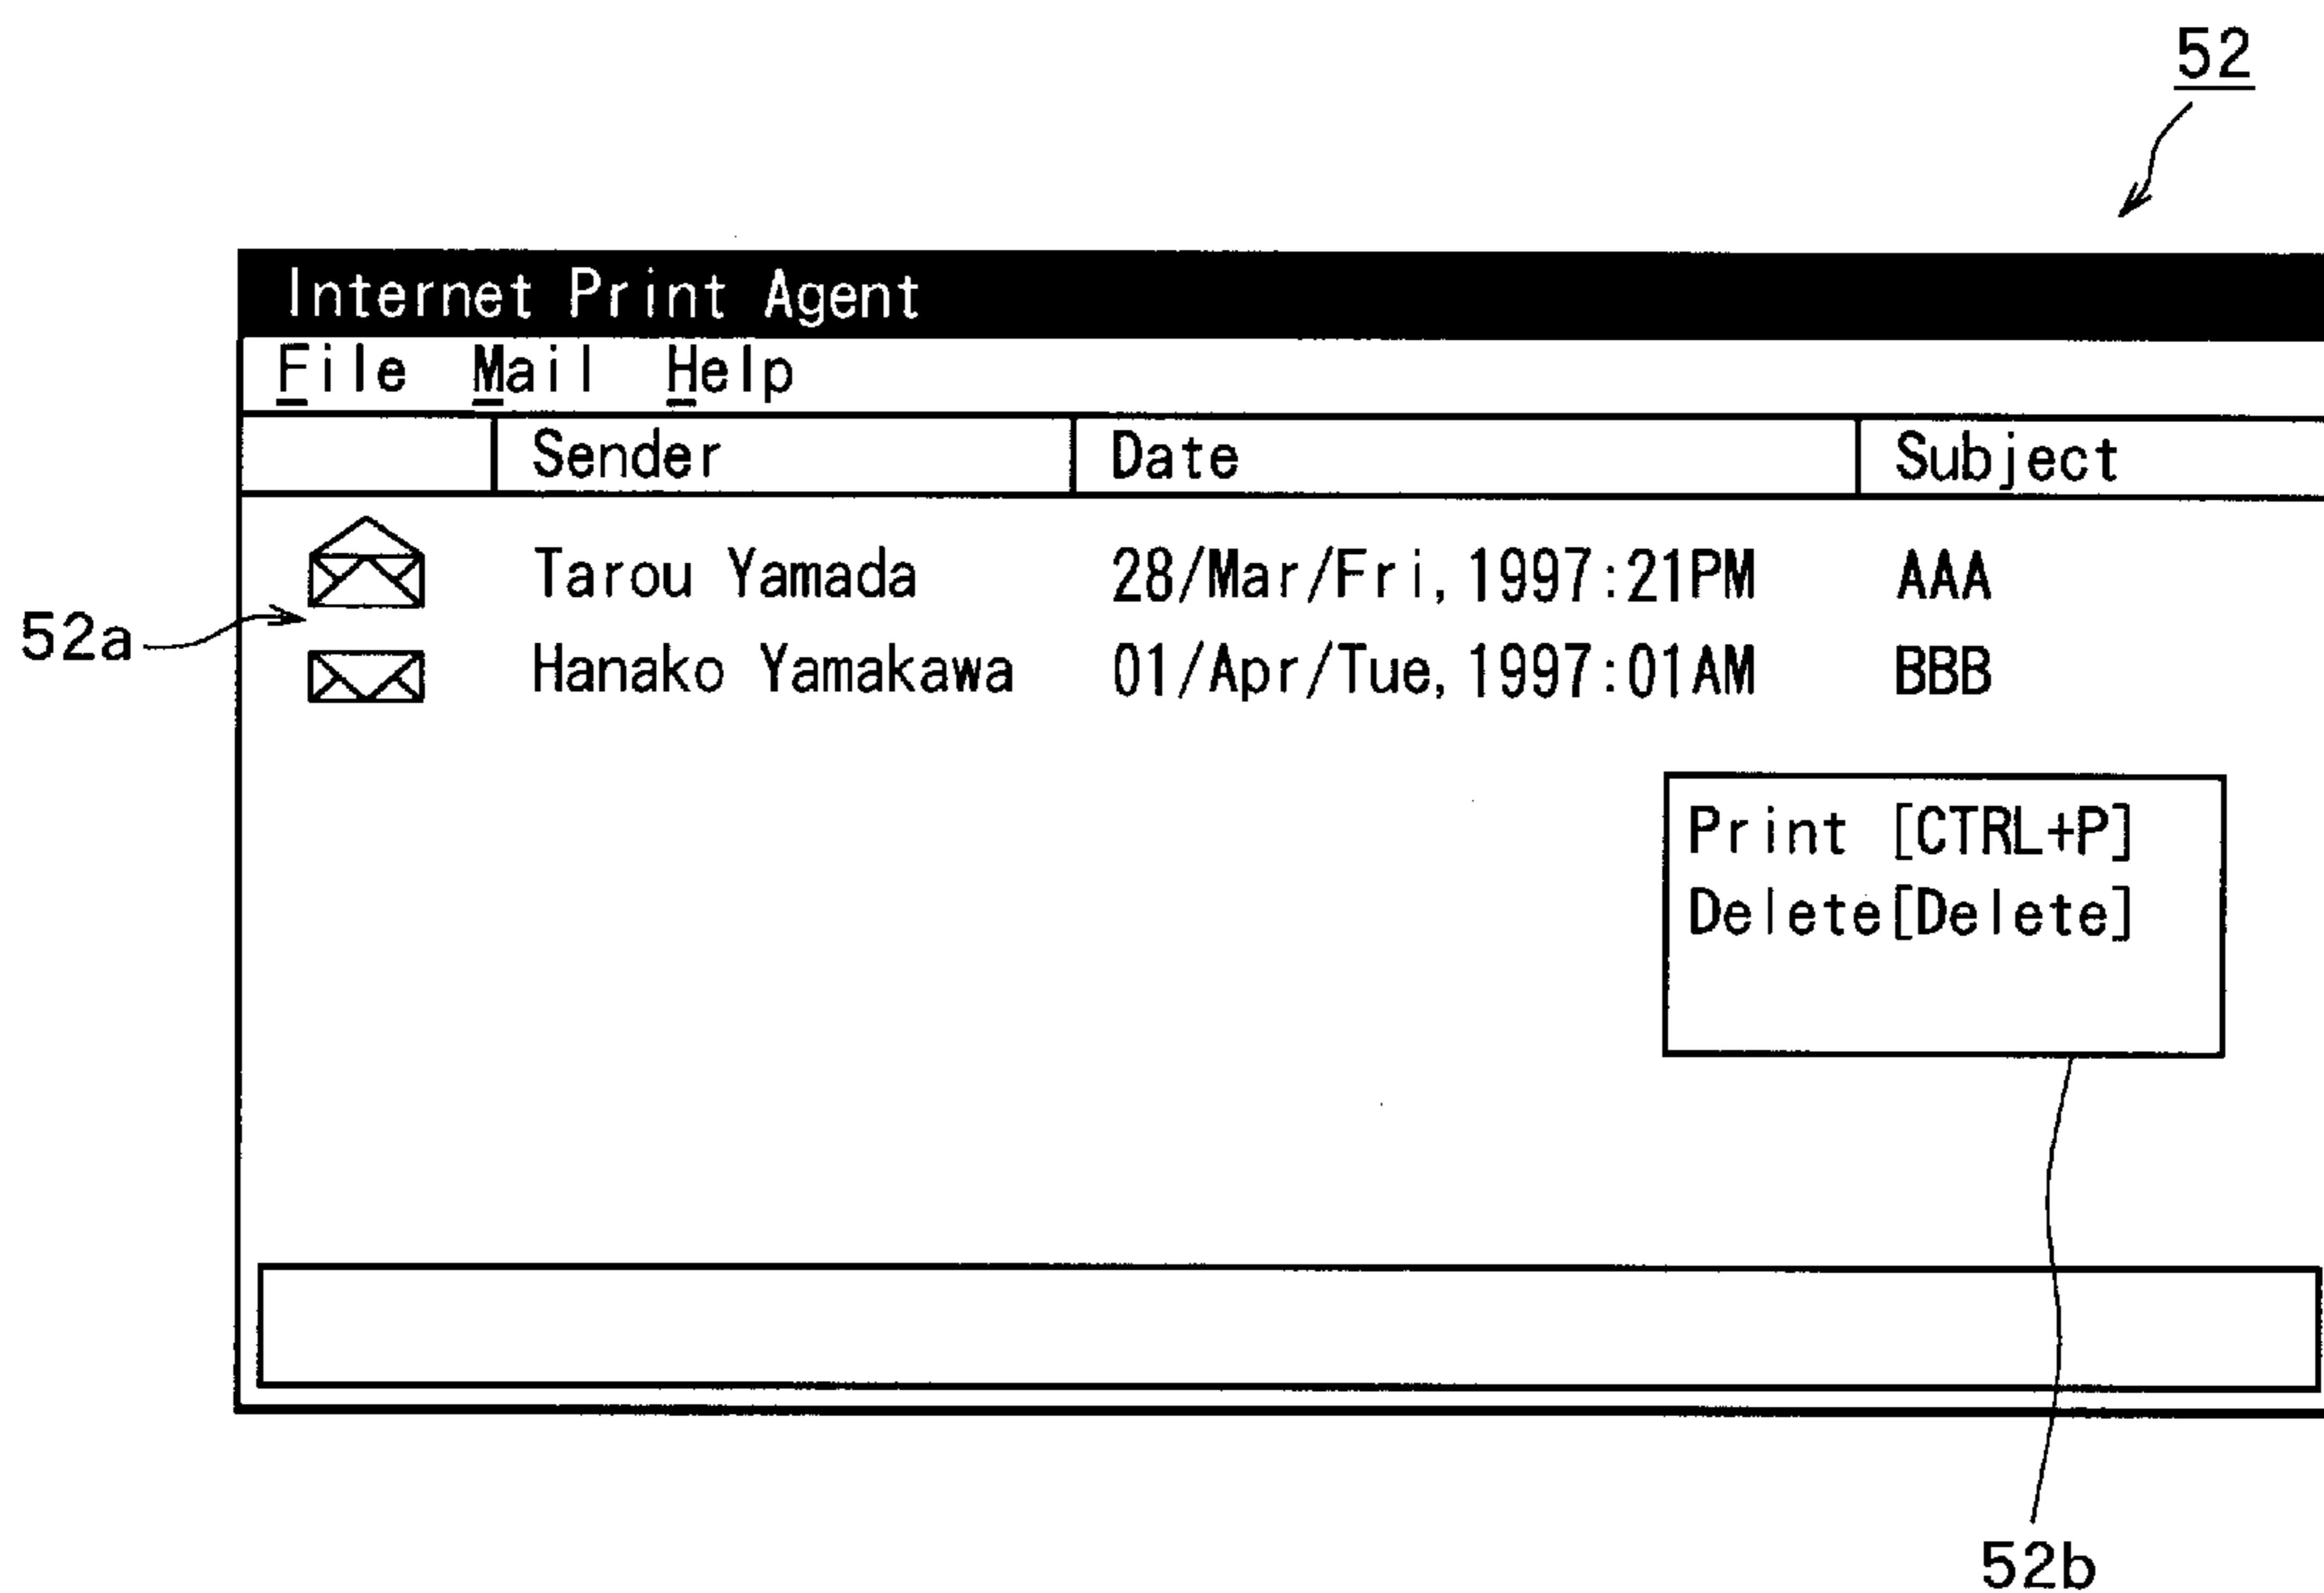 52
Internet Print Agent
File Mail Help
Sender Date Subject
Tarou Yamada 28/Mar/Fri, 1997:21PM AAA
52a
Hanako Yamakawa 01/Apr/Tue, 1997:01AM BBB
Print [CTRL+P]
Delete[Delete]
52b